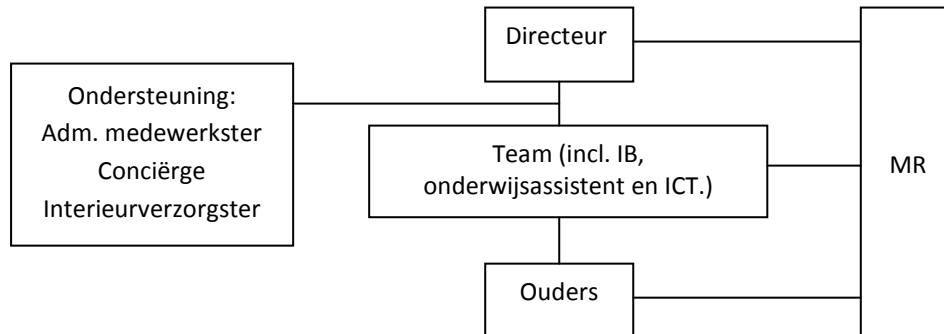 Directeur
Ondersteuning:
Adm. medewerkster
Conciërge
Interieurverzorgster
Team (incl. IB,
onderwijsassistent en ICT.)
MR
Ouders